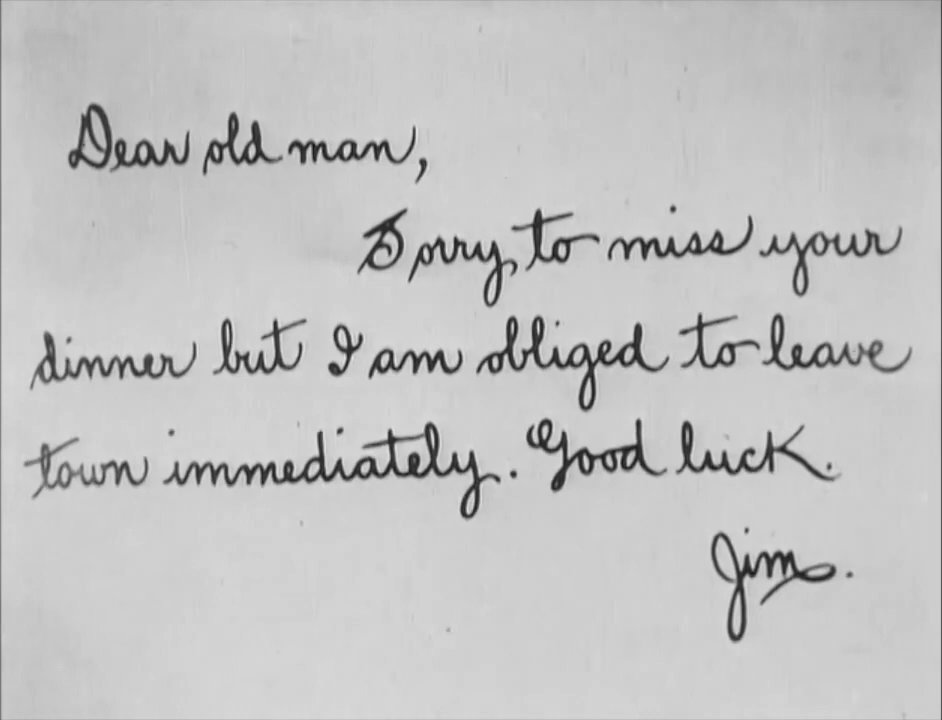 Dear old man,
Sorry to miss your
dinner but I am obliged to leave
town immediately. Good luck.
Jim.